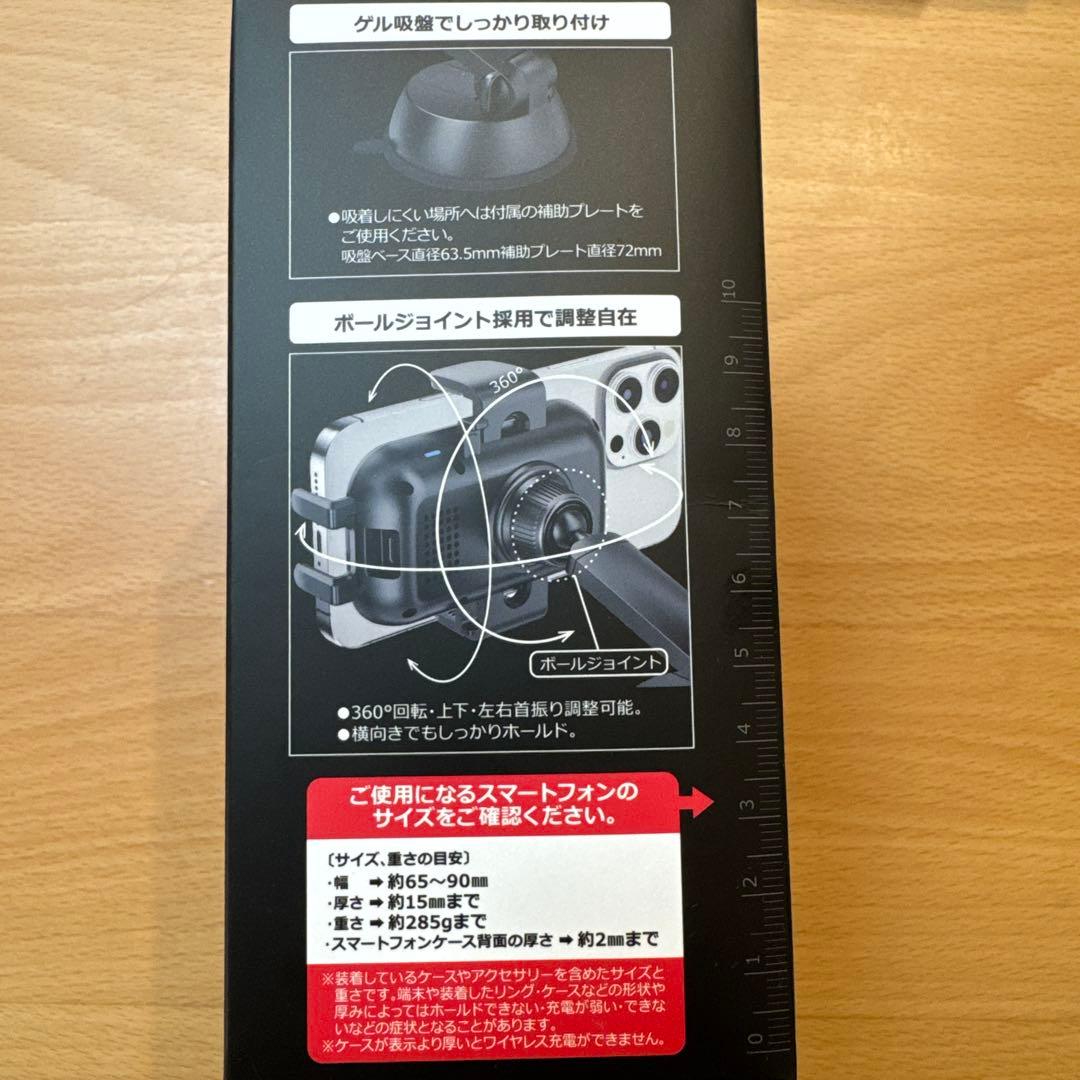 ゲル吸盤でしっかり取り付け
●吸着しにくい場所へは付属の補助プレートを
ご使用ください。
吸盤ベース直径63.5mm補助プレート直径72mm
ボールジョイント採用で調整自在
360°
ボールジョイント
●360°回転・上下・左右首振り調整可能。
●横向きでもしっかりホールド。
ご使用になるスマートフォンの
サイズをご確認ください。
〔サイズ、重さの目安〕
・幅 ➡ 約65〜90㎜
・厚さ ➡ 約15㎜まで
・重さ ➡ 約285gまで
・スマートフォンケース背面の厚さ ➡ 約2㎜まで
※装着しているケースやアクセサリーを含めたサイズと
重さです。端末や装着したリング・ケースなどの形状や
厚みによってはホールドできない・充電が弱い・できな
いなどの症状となることがあります。
※ケースが表示より厚いとワイヤレス充電ができません。
10
9
8
7
6
5
4
3
2
1
0